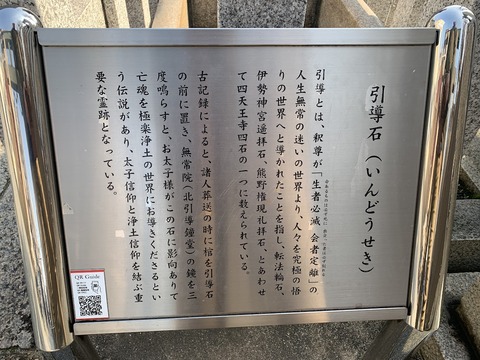 引導石（いんどうせき）
引導とは、釈尊が「生者必滅 会者定離」の
人生無常の迷いの世界より、人々を究極の悟
りの世界へと導かれたことを指し、転法輪石、
伊勢神宮遥拝石、熊野権現礼拝石、とあわせ
て四天王寺四石の一つに数えられている。
古記録によると、諸人葬送の時に棺を引導石
の前に置き、無常院（北引導鐘堂）の鐘を三
度鳴らすと、お太子様がこの石に影向ありて
亡魂を極楽浄土の世界にお導きくださるとい
う伝説があり、太子信仰と浄土信仰を結ぶ重
要な霊跡となっている。
QR Guide